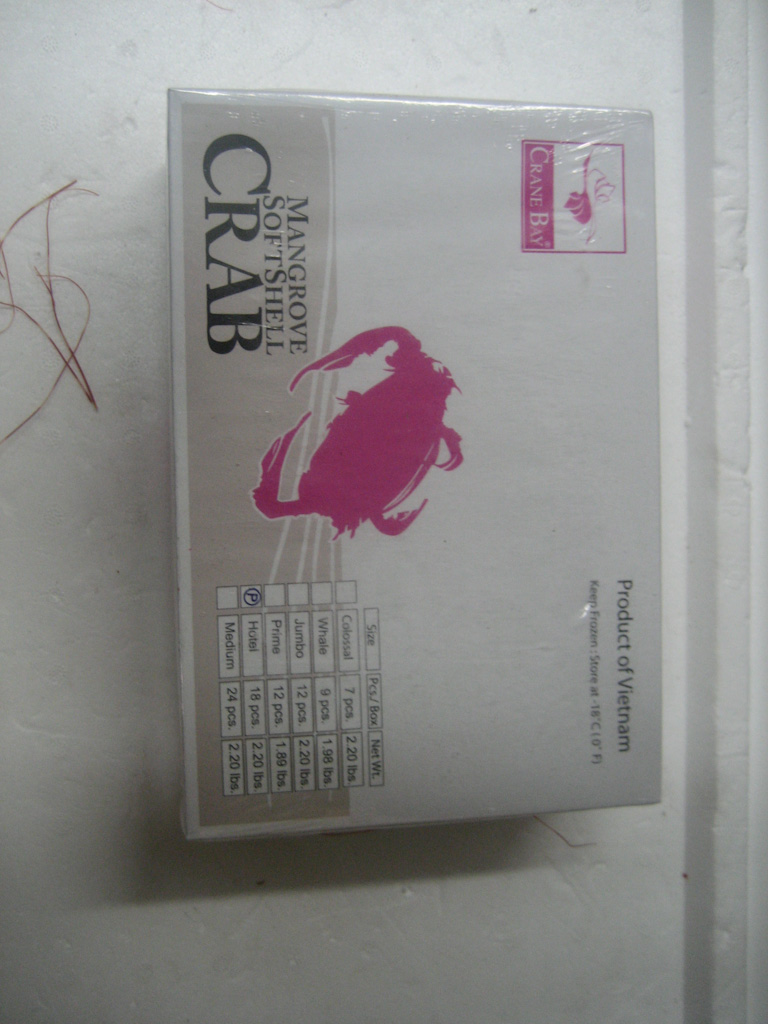 CRANE BAY®
Product of Vietnam
Keep Frozen : Store at -18°C ( 0° F)
MANGROVE
SOFTSHELL
CRAB
Size Pcs./ Box Net Wt.
Colossal 7 pcs. 2.20 lbs.
Whale 9 pcs. 1.98 lbs.
Jumbo 12 pcs. 2.20 lbs.
Prime 12 pcs. 1.89 lbs.
P Hotel 18 pcs. 2.20 lbs.
Medium 24 pcs. 2.20 lbs.